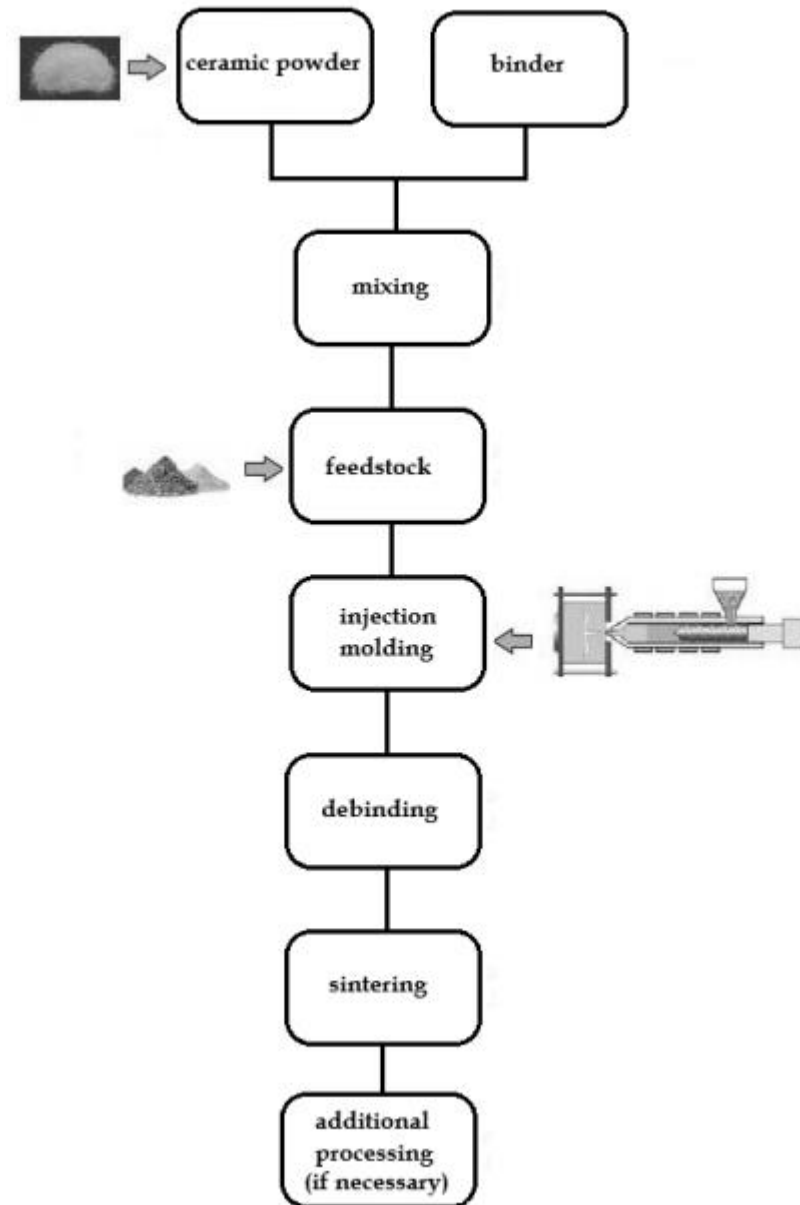 ceramic powder
binder
mixing
feedstock
injection
molding
debinding
sintering
additional
processing
(if necessary)